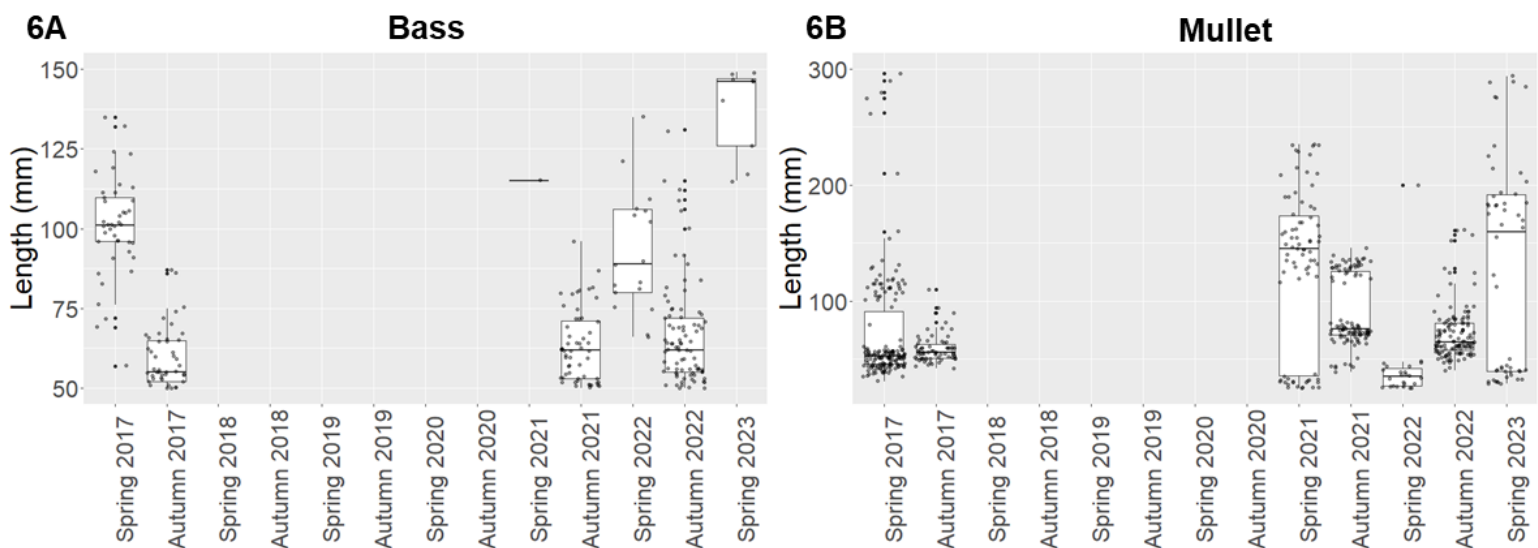 6A
Bass
Length (mm)
150
125
100
75
50
Spring 2017
Autumn 2017
Spring 2018
Autumn 2018
Spring 2019
Autumn 2019
Spring 2020
Autumn 2020
Spring 2021
Autumn 2021
Spring 2022
Autumn 2022
Spring 2023
6B
Mullet
Length (mm)
300
200
100
Spring 2017
Autumn 2017
Spring 2018
Autumn 2018
Spring 2019
Autumn 2019
Spring 2020
Autumn 2020
Spring 2021
Autumn 2021
Spring 2022
Autumn 2022
Spring 2023